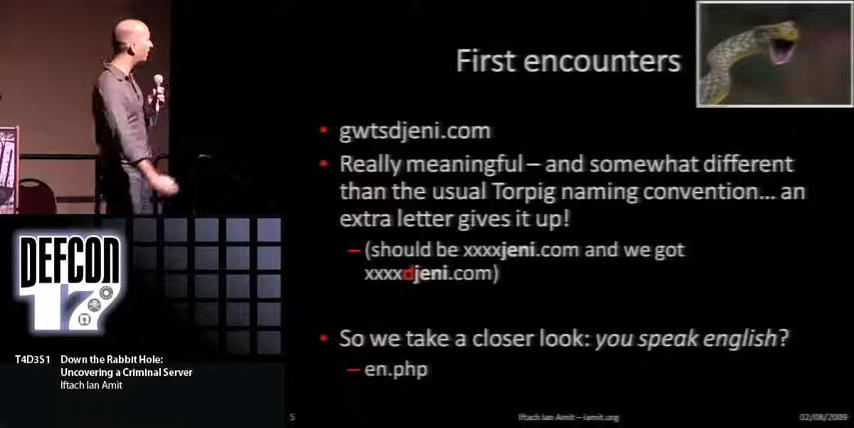 First encounters
• gwtsdjeni.com
• Really meaningful – and somewhat different
than the usual Torpig naming convention... an
extra letter gives it up!
– (should be xxxxjeni.com and we got
xxxxdjeni.com)
• So we take a closer look: you speak english?
– en.php
5
Iftach Ian Amit – iamit.org
02/08/2009
DEFCON
17
T4D3S1
Down the Rabbit Hole:
Uncovering a Criminal Server
Iftach Ian Amit